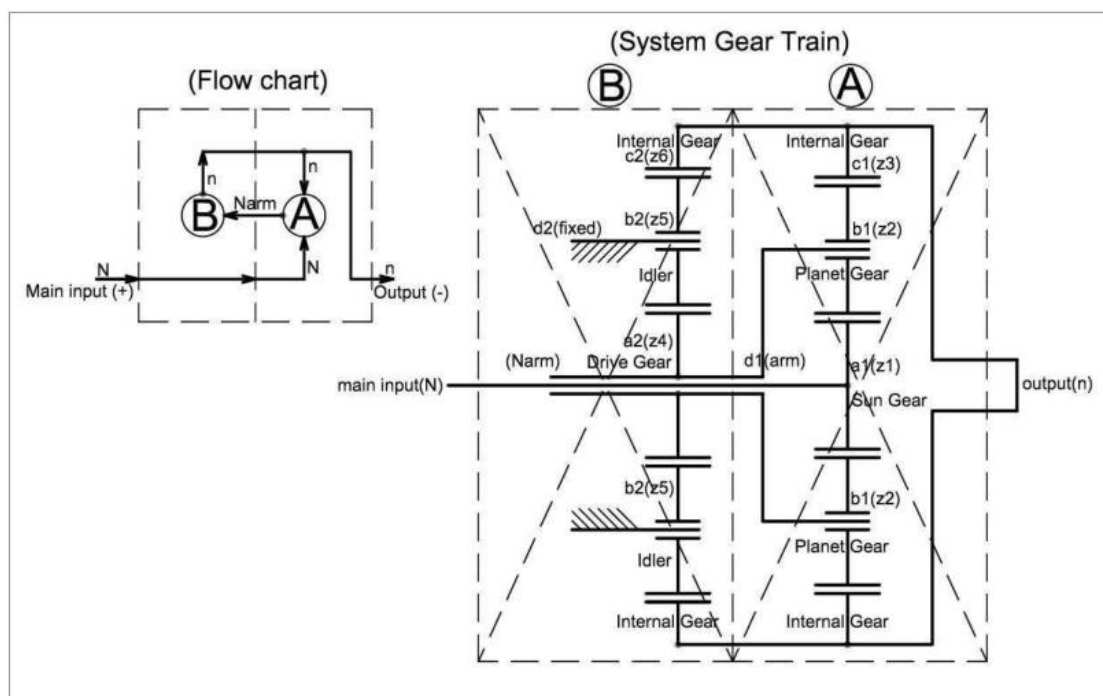 (System Gear Train)
(Flow chart)
B
A
Internal Gear
Internal Gear
c2(z6)
c1(z3)
n
n
B
Narm
A
b2(z5)
b1(z2)
d2(fixed)
Idler
Planet Gear
N
N
n
Main input (+)
Output (-)
a2(z4)
(Narm)
Drive Gear
d1(arm)
a1(z1)
main input(N)
output(n)
Sun Gear
b2(z5)
b1(z2)
Idler
Planet Gear
Internal Gear
Internal Gear